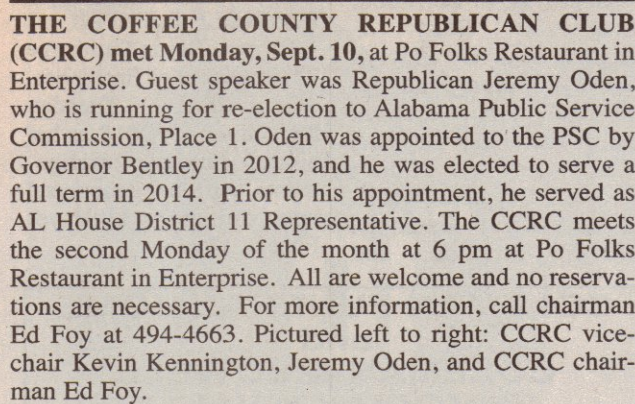 THE COFFEE COUNTY REPUBLICAN CLUB
(CCRC) met Monday, Sept. 10, at Po Folks Restaurant in
Enterprise. Guest speaker was Republican Jeremy Oden,
who is running for re-election to Alabama Public Service
Commission, Place 1. Oden was appointed to the PSC by
Governor Bentley in 2012, and he was elected to serve a
full term in 2014. Prior to his appointment, he served as
AL House District 11 Representative. The CCRC meets
the second Monday of the month at 6 pm at Po Folks
Restaurant in Enterprise. All are welcome and no reserva-
tions are necessary. For more information, call chairman
Ed Foy at 494-4663. Pictured left to right: CCRC vice-
chair Kevin Kennington, Jeremy Oden, and CCRC chair-
man Ed Foy.